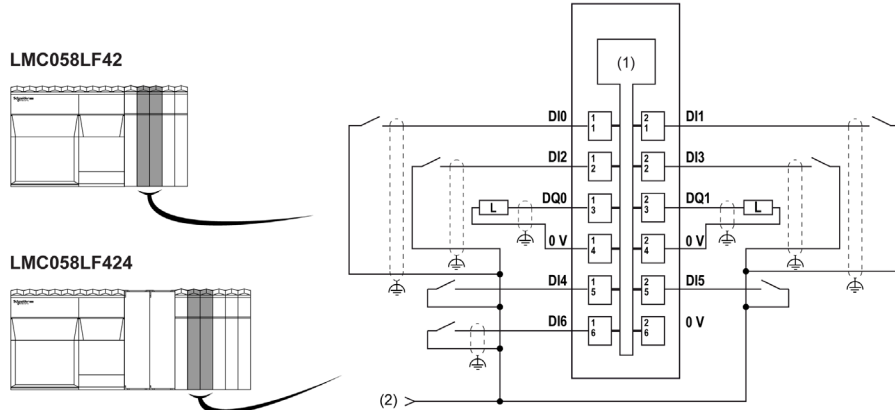 LMC058LF42
Schneider
LMC058LF424
Schneider
(1)
DI0 1 1 2 1 DI1
DI2 1 2 2 2 DI3
L DQ0 1 3 2 3 DQ1 L
0 V 1 4 2 4 0 V
DI4 1 5 2 5 DI5
DI6 1 6 2 6 0 V
(2)